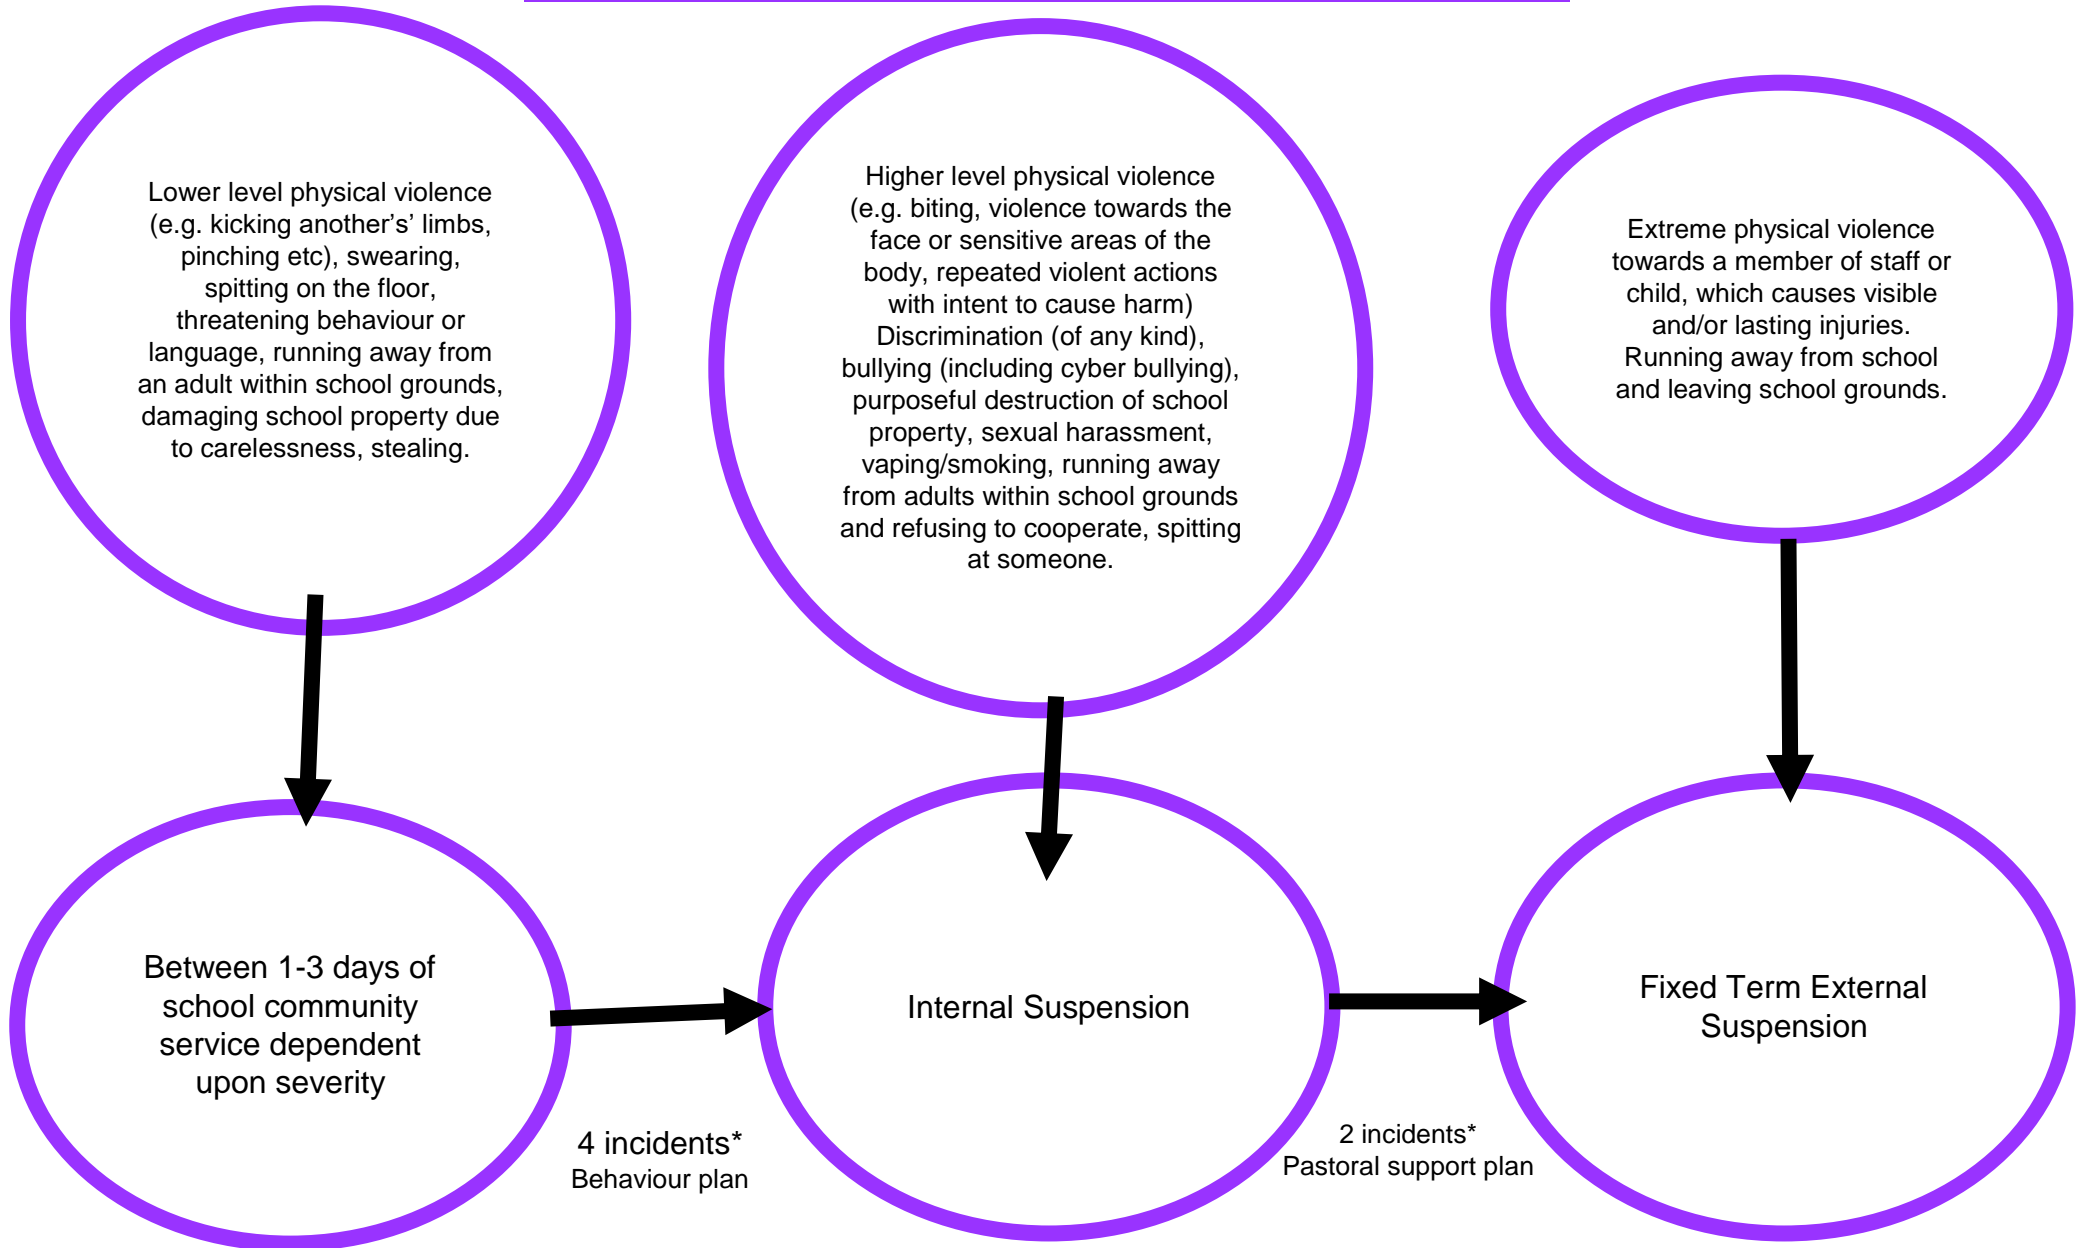 Lower level physical violence
(e.g. kicking another's’ limbs,
pinching etc), swearing,
spitting on the floor,
threatening behaviour or
language, running away from
an adult within school grounds,
damaging school property due
to carelessness, stealing.
Higher level physical violence
(e.g. biting, violence towards the
face or sensitive areas of the
body, repeated violent actions
with intent to cause harm)
Discrimination (of any kind),
bullying (including cyber bullying),
purposeful destruction of school
property, sexual harassment,
vaping/smoking, running away
from adults within school grounds
and refusing to cooperate, spitting
at someone.
Extreme physical violence
towards a member of staff or
child, which causes visible
and/or lasting injuries.
Running away from school
and leaving school grounds.
Between 1-3 days of
school community
service dependent
upon severity
4 incidents*
Behaviour plan
Internal Suspension
2 incidents*
Pastoral support plan
Fixed Term External
Suspension